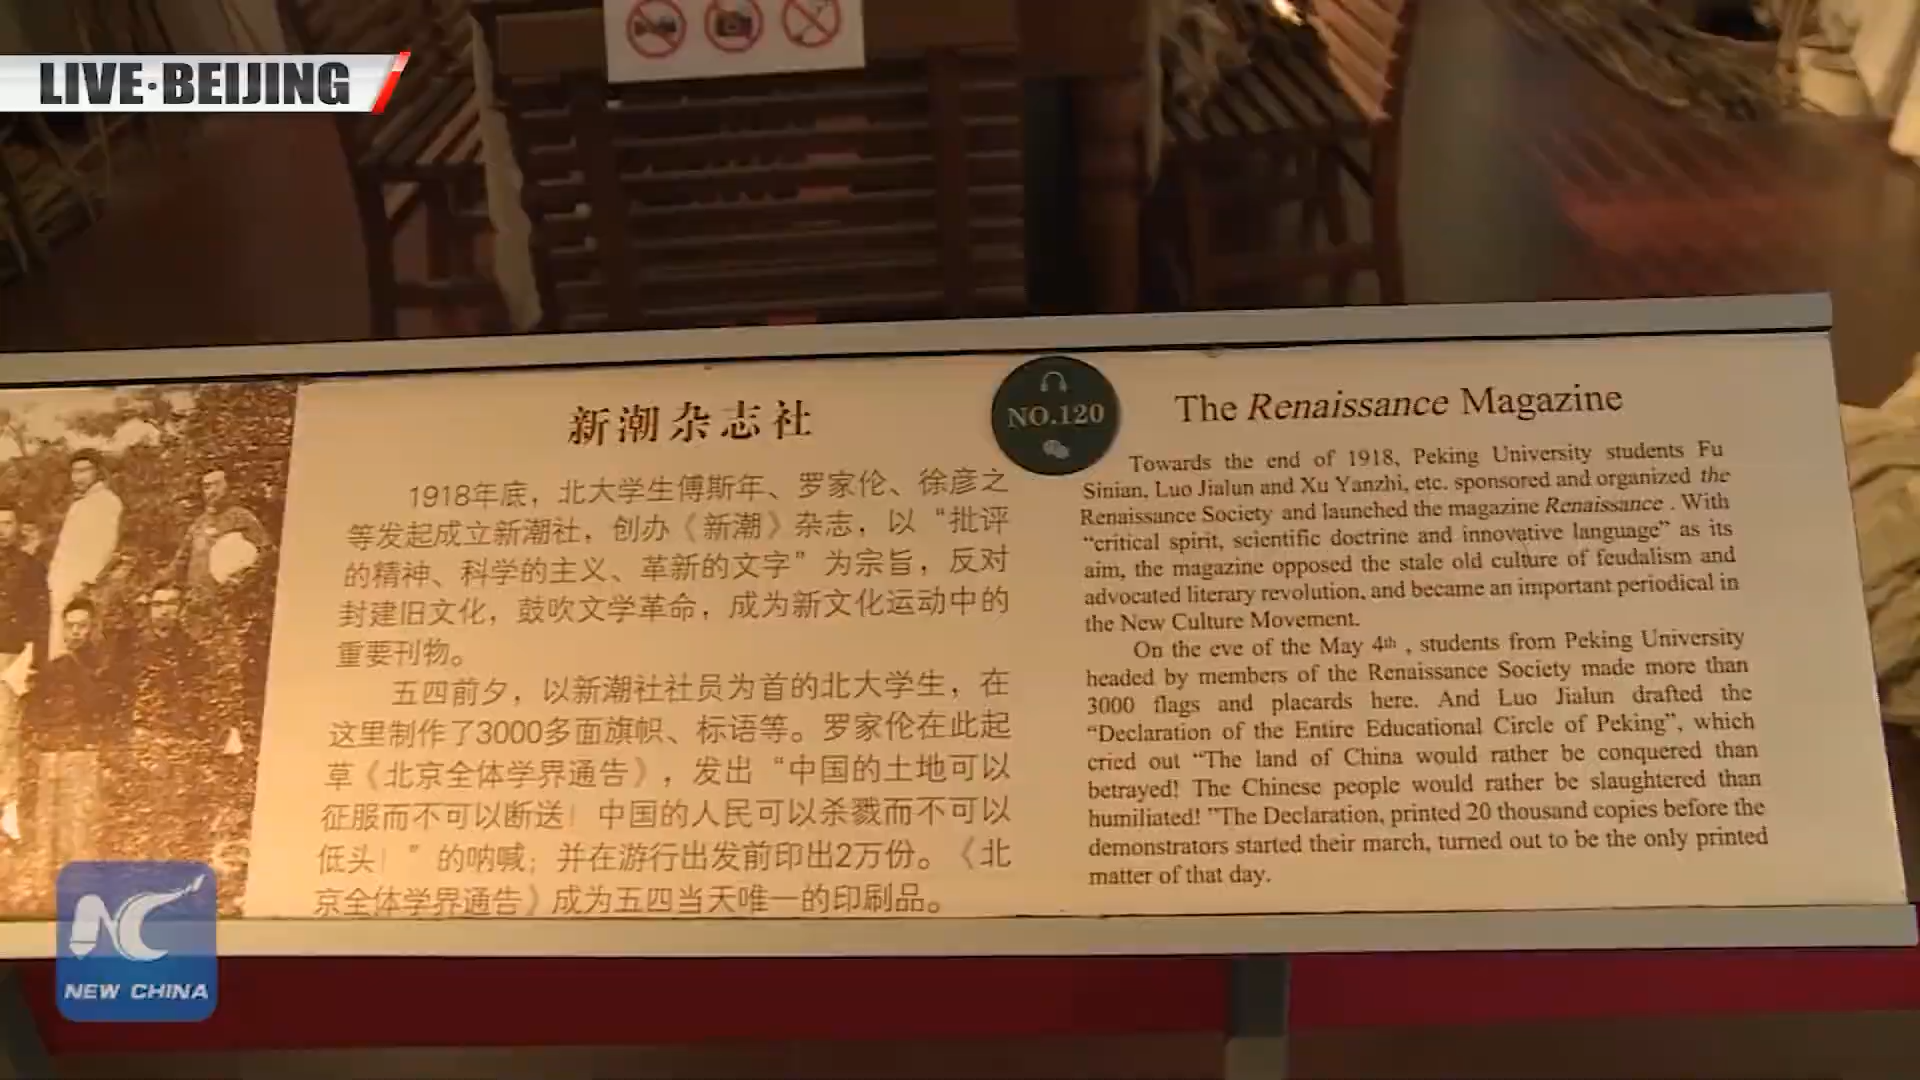 LIVE·BEIJING
新潮杂志社
1918年底，北大学生傅斯年、罗家伦、徐彦之
等发起成立新潮社，创办《新潮》杂志，以“批评
的精神、科学的主义、革新的文字”为宗旨，反对
封建旧文化，鼓吹文学革命，成为新文化运动中的
重要刊物。
五四前夕，以新潮社社员为首的北大学生，在
这里制作了3000多面旗帜、标语等。罗家伦在此起
草《北京全体学界通告》，发出“中国的土地可以
征服而不可以断送！中国的人民可以杀戮而不可以
低头！”的呐喊；并在游行出发前印出2万份。《北
京全体学界通告》成为五四当天唯一的印刷品。
NO.120
The Renaissance Magazine
Towards the end of 1918, Peking University students Fu
Sinian, Luo Jialun and Xu Yanzhi, etc. sponsored and organized the
Renaissance Society and launched the magazine Renaissance . With
“critical spirit, scientific doctrine and innovative language” as its
aim, the magazine opposed the stale old culture of feudalism and
advocated literary revolution, and became an important periodical in
the New Culture Movement.
On the eve of the May 4th , students from Peking University
headed by members of the Renaissance Society made more than
3000 flags and placards here. And Luo Jialun drafted the
“Declaration of the Entire Educational Circle of Peking”, which
cried out “The land of China would rather be conquered than
betrayed! The Chinese people would rather be slaughtered than
humiliated! ”The Declaration, printed 20 thousand copies before the
demonstrators started their march, turned out to be the only printed
matter of that day.
NEW CHINA